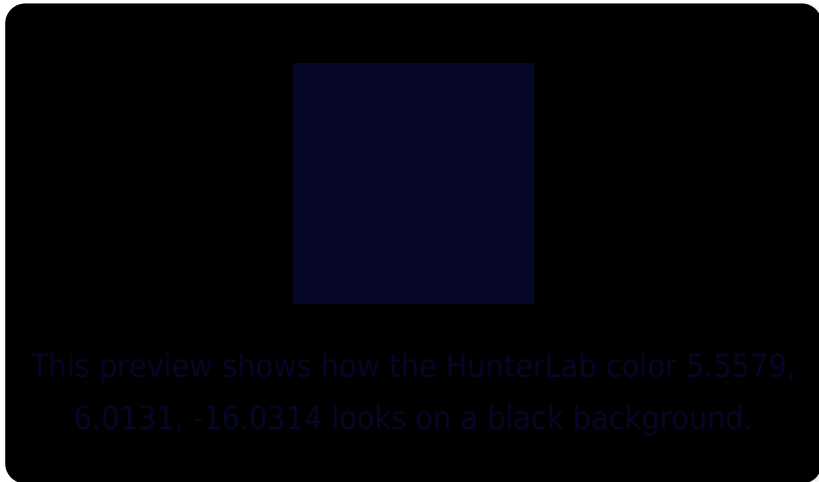 This preview shows how the HunterLab color 5.5579,
6.0131, -16.0314 looks on a black background.